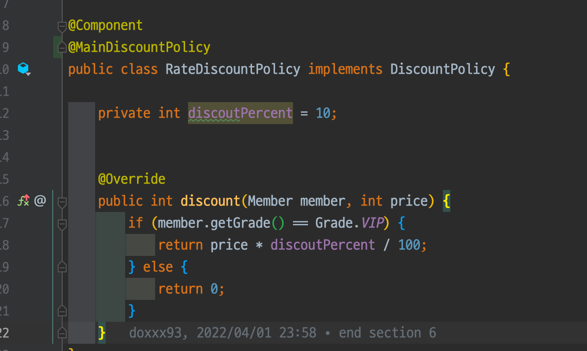 7
8 @Component
9 @MainDiscountPolicy
10 public class RateDiscountPolicy implements DiscountPolicy {
11
12 private int discoutPercent = 10;
13
14
15 @Override
16 @ public int discount(Member member, int price) {
17 if (member.getGrade() == Grade.VIP) {
18 return price * discoutPercent / 100;
19 } else {
20 return 0;
21 }
22 } doxxx93, 2022/04/01 23:58 • end section 6